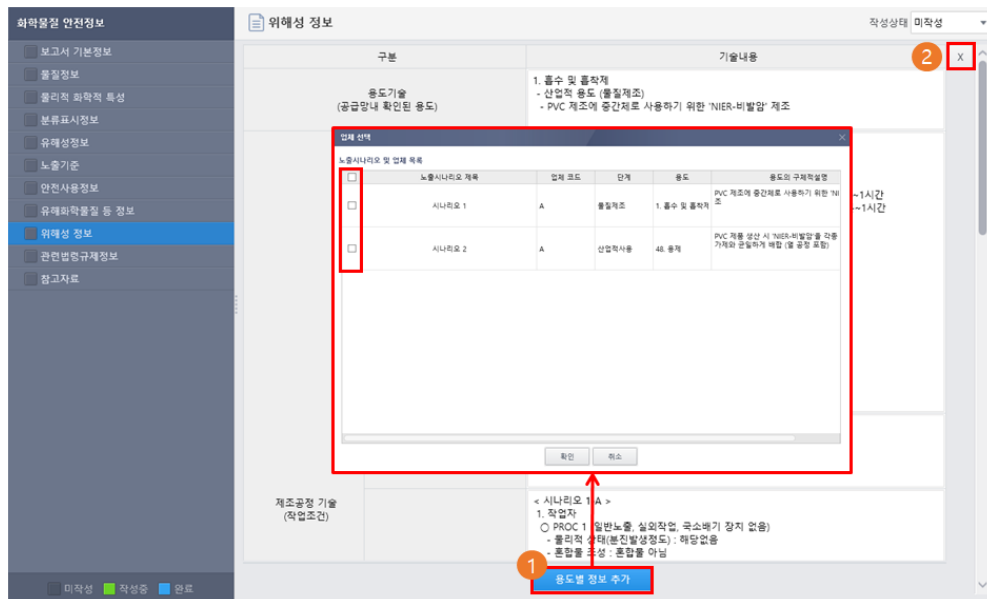 화학물질 안전정보
보고서 기본정보
물질정보
물리적 화학적 특성
분류표시정보
유해성정보
노출기준
안전사용정보
유해화학물질 등 정보
위해성 정보
관련법령규제정보
참고자료
미작성 작성중 완료
위해성 정보
작성상태 미작성
구분 기술내용
2 X
용도기술
(공급망내 확인된 용도)
1. 흡수 및 흡착제
- 산업적 용도 (물질제조)
- PVC 제조에 중간체로 사용하기 위한 'NIER-비발암' 제조
업체 선택
노출시나리오 및 업체 목록
노출시나리오 제목 업체 코드 단계 용도 용도의 구체적설명
시나리오 1 A 물질제조 1. 흡수 및 흡착제 PVC 제조에 중간체로 사용하기 위한 'NI
조
시나리오 2 A 산업적사용 48. 용제 PVC 제품 생산 시 'NIER-비발암'을 각종
가제와 균일하게 배합 (열 공정 포함)
~1시간
~1시간
확인 취소
제조공정 기술
(작업조건)
< 시나리오 1 A >
1. 작업자
○ PROC 1 (일반노출, 실외작업, 국소배기 장치 없음)
- 물리적 상태(분진발생정도) : 해당없음
- 혼합물 조성 : 혼합물 아님
1
용도별 정보 추가